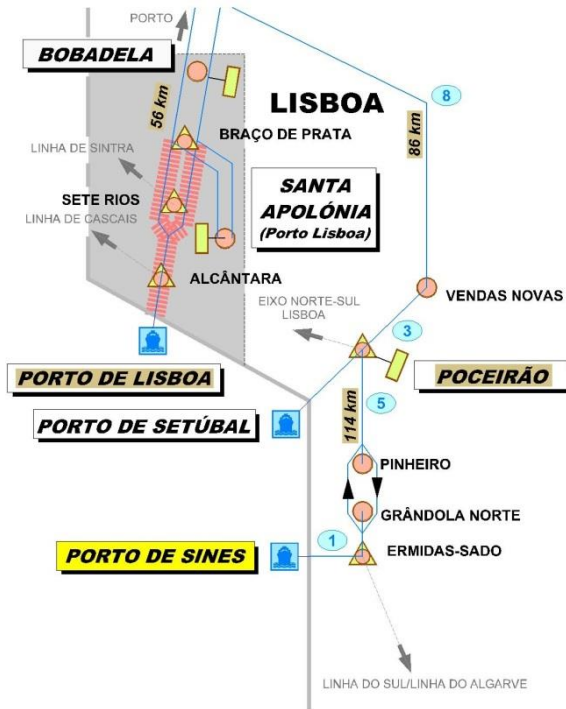 PORTO
BOBADELA
56 km
LISBOA
8
86 km
BRAÇO DE PRATA
LINHA DE SINTRA
SANTA
APOLÓNIA
(Porto Lisboa)
SETE RIOS
LINHA DE CASCAIS
ALCÂNTARA
VENDAS NOVAS
EIXO NORTE-SUL
LISBOA
3
PORTO DE LISBOA
POCEIRÃO
5
PORTO DE SETÚBAL
114 km
PINHEIRO
GRÂNDOLA NORTE
1
PORTO DE SINES
ERMIDAS-SADO
LINHA DO SUL/LINHA DO ALGARVE